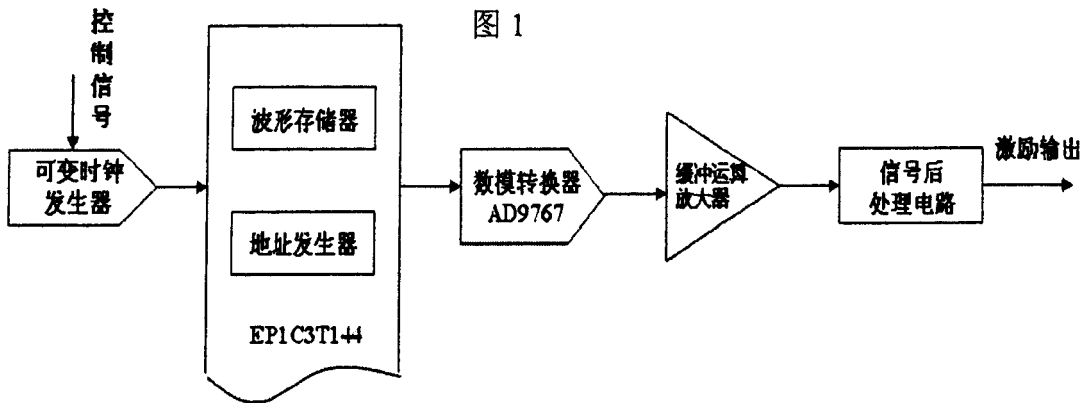 图 1
控
制
信
号
可变时钟
发生器
波形存储器
地址发生器
EP1C3T144
数模转换器
AD9767
缓冲运算
放大器
信号后
处理电路
激励输出